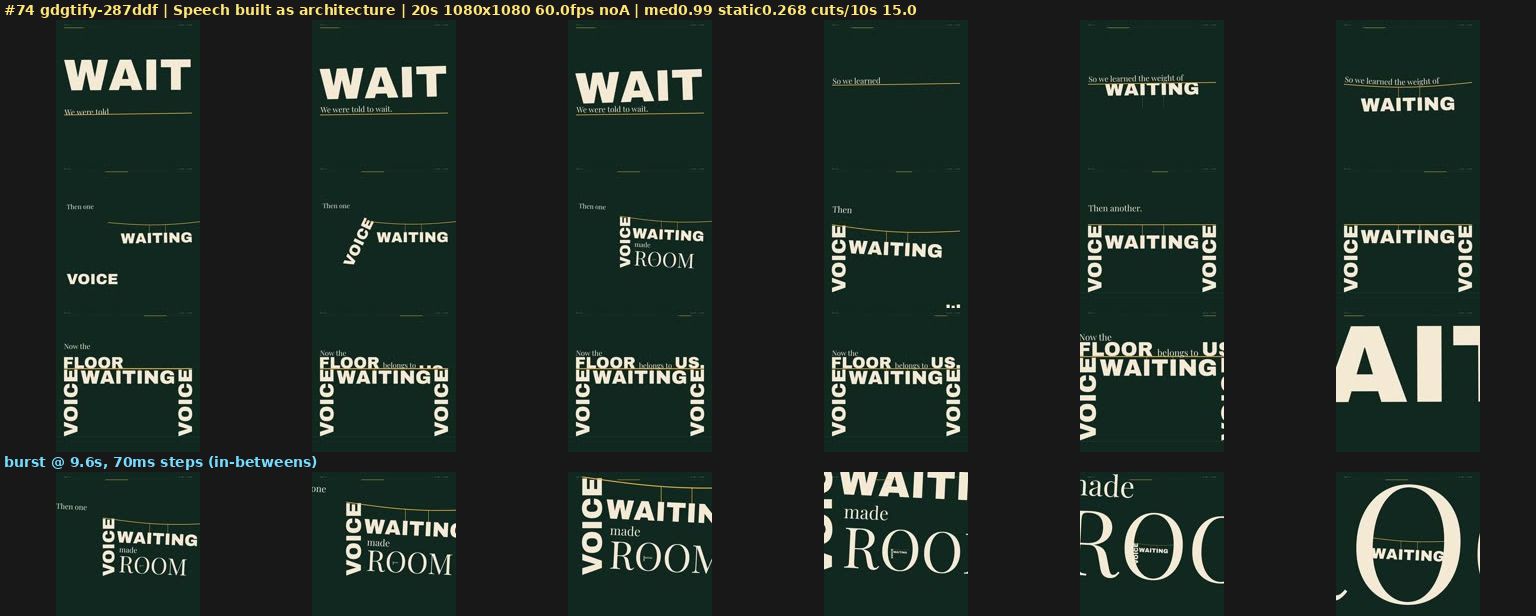 #74 gdgtify-287ddf | Speech built as architecture | 20s 1080x1080 60.0fps noA | med0.99 static0.268 cuts/10s 15.0
WAIT
We were told
WAIT
We were told to wait.
WAIT
We were told to wait.
So we learned
So we learned the weight of
WAITING
So we learned the weight of
WAITING
Then one
WAITING
VOICE
Then one
VOICE
WAITING
Then one
VOICE
WAITING
made
ROOM
Then
VOICE
WAITING
...
Then another.
VOICE
WAITING
VOICE
VOICE
WAITING
VOICE
Now the
FLOOR
VOICE
WAITING
VOICE
Now the
FLOOR belongs to
VOICE
WAITING
VOICE
Now the
FLOOR belongs to US.
VOICE
WAITING
VOICE
Now the
FLOOR belongs to US.
VOICE
WAITING
VOICE
Now the
FLOOR belongs to US
VOICE
WAITING
AIT
burst @ 9.6s, 70ms steps (in-betweens)
Then one
VOICE
WAITING
made
ROOM
one
VOICE
WAITING
made
ROOM
VOICE
WAITIN
made
ROOM
WAITI
made
ROO
WAITING
made
ROO
VOICE
WAITING
O
WAITING